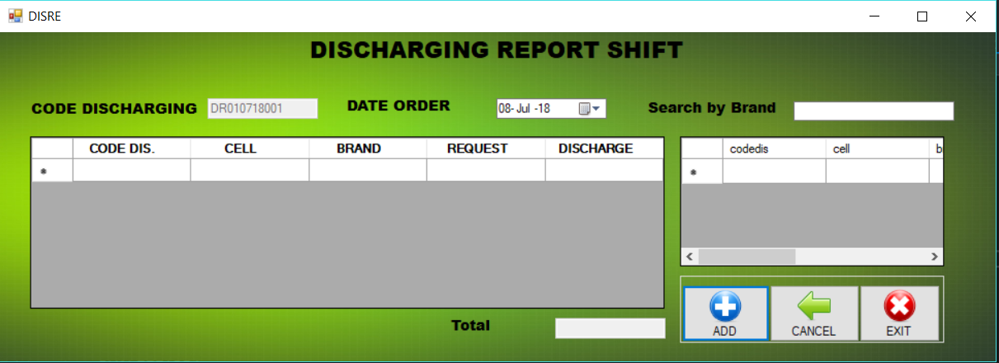 DISRE
DISCHARGING REPORT SHIFT
CODE DISCHARGING DR010718001 DATE ORDER 08-Jul-18 Search by Brand
CODE DIS. CELL BRAND REQUEST DISCHARGE
codedis cell b
Total
ADD CANCEL EXIT